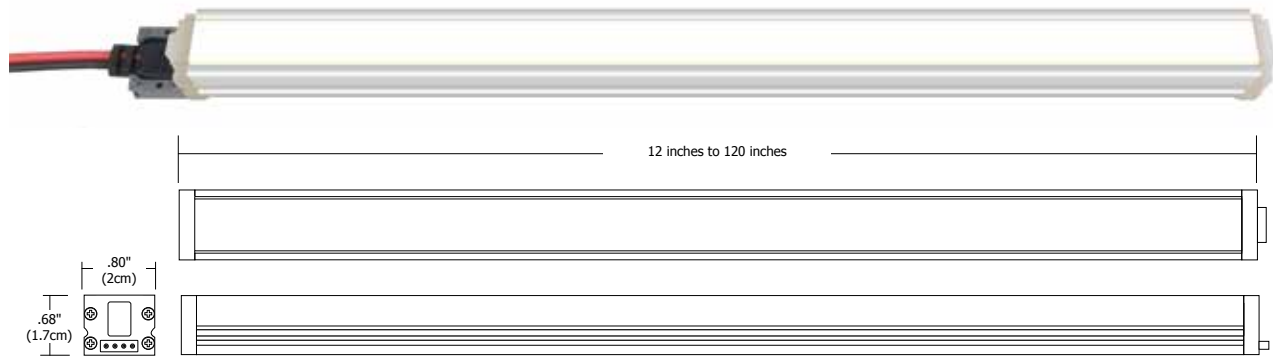 12 inches to 120 inches
.80"
(2cm)
.68"
(1.7cm)